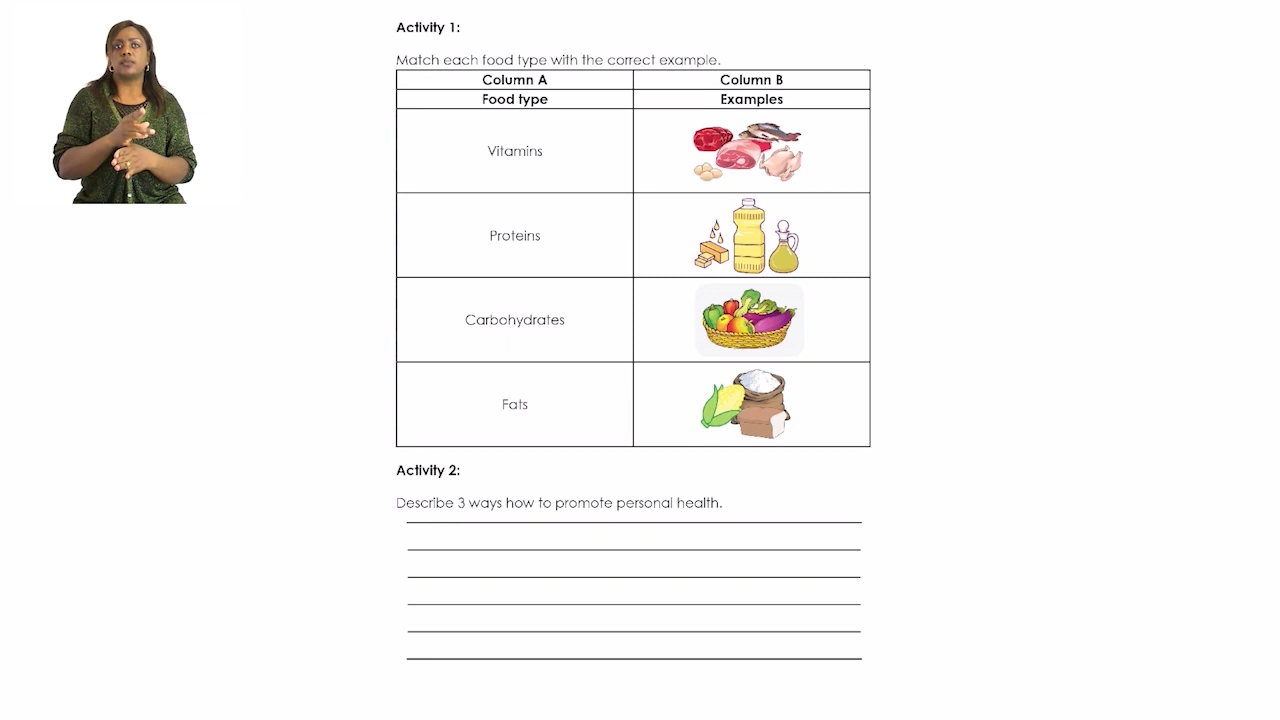 Activity 1:
Match each food type with the correct example.
Column A
Column B
Food type
Examples
Vitamins
Proteins
Carbohydrates
Fats
Activity 2:
Describe 3 ways how to promote personal health.